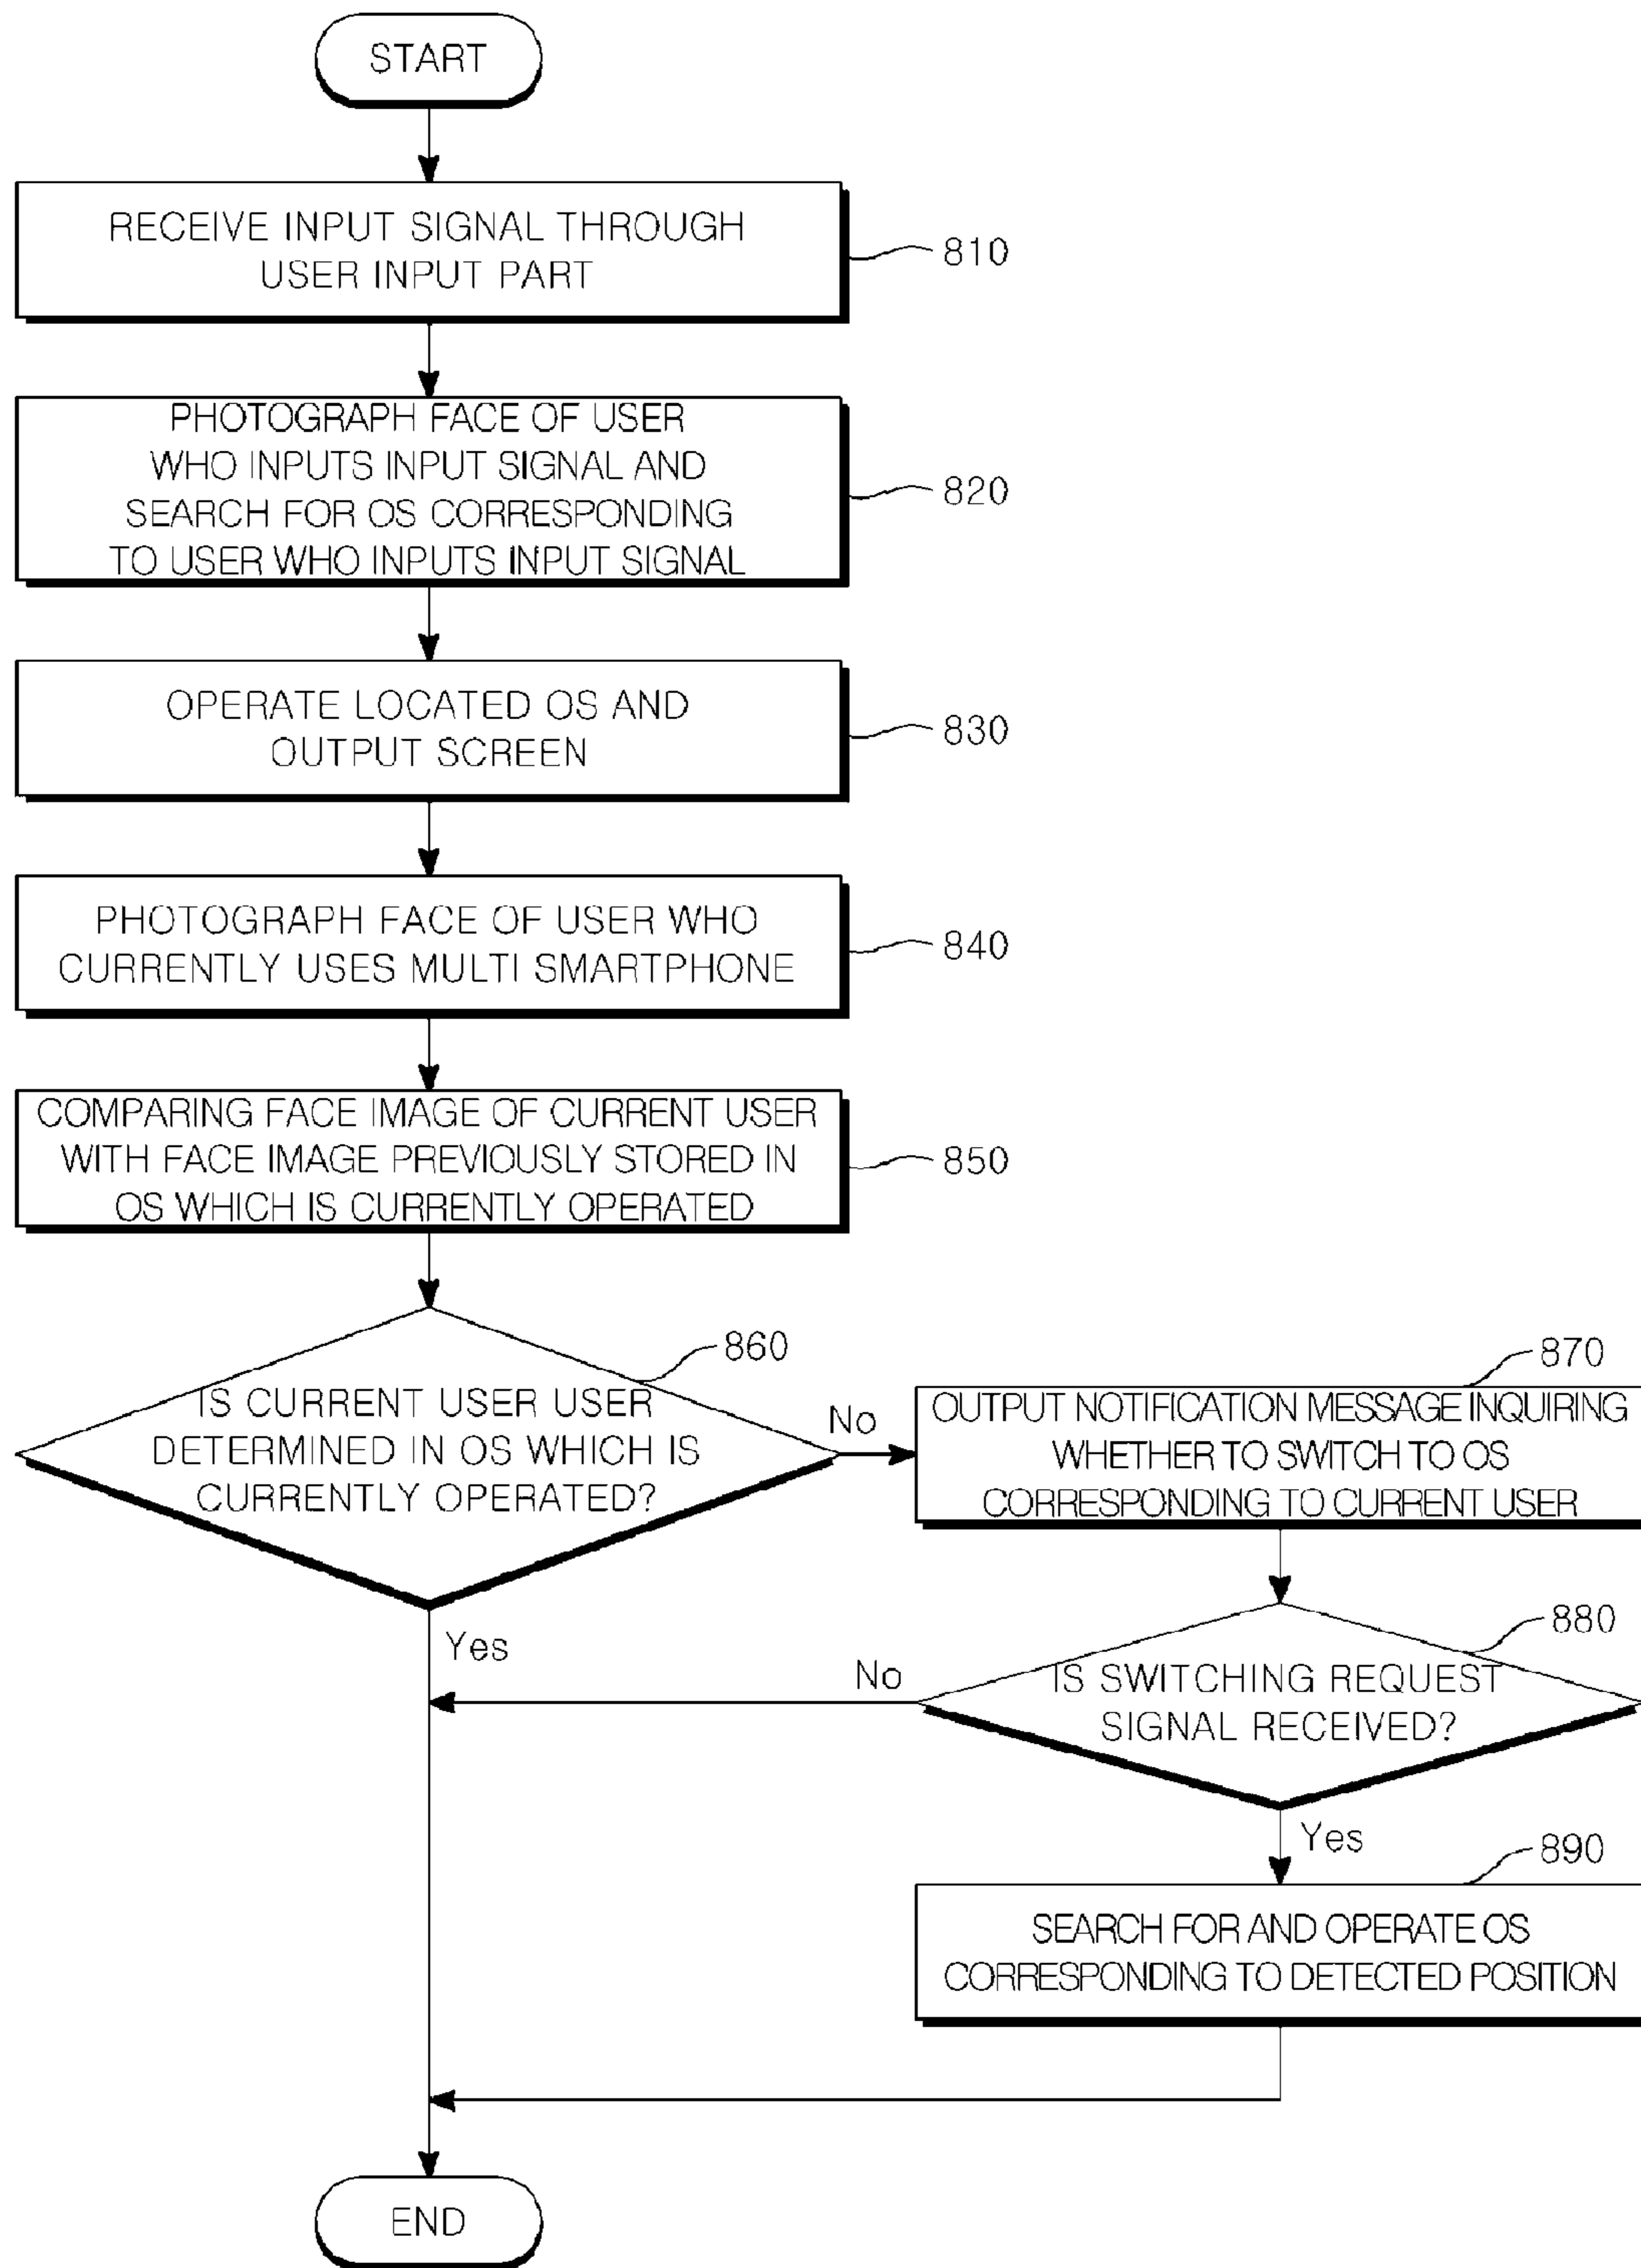 START
RECEIVE INPUT SIGNAL THROUGH
USER INPUT PART
810
PHOTOGRAPH FACE OF USER
WHO INPUTS INPUT SIGNAL AND
SEARCH FOR OS CORRESPONDING
TO USER WHO INPUTS INPUT SIGNAL
820
OPERATE LOCATED OS AND
OUTPUT SCREEN
830
PHOTOGRAPH FACE OF USER WHO
CURRENTLY USES MULTI SMARTPHONE
840
COMPARING FACE IMAGE OF CURRENT USER
WITH FACE IMAGE PREVIOUSLY STORED IN
OS WHICH IS CURRENTLY OPERATED
850
860
IS CURRENT USER USER
DETERMINED IN OS WHICH IS
CURRENTLY OPERATED?
No
Yes
870
OUTPUT NOTIFICATION MESSAGE INQUIRING
WHETHER TO SWITCH TO OS
CORRESPONDING TO CURRENT USER
880
IS SWITCHING REQUEST
SIGNAL RECEIVED?
No
Yes
890
SEARCH FOR AND OPERATE OS
CORRESPONDING TO DETECTED POSITION
END